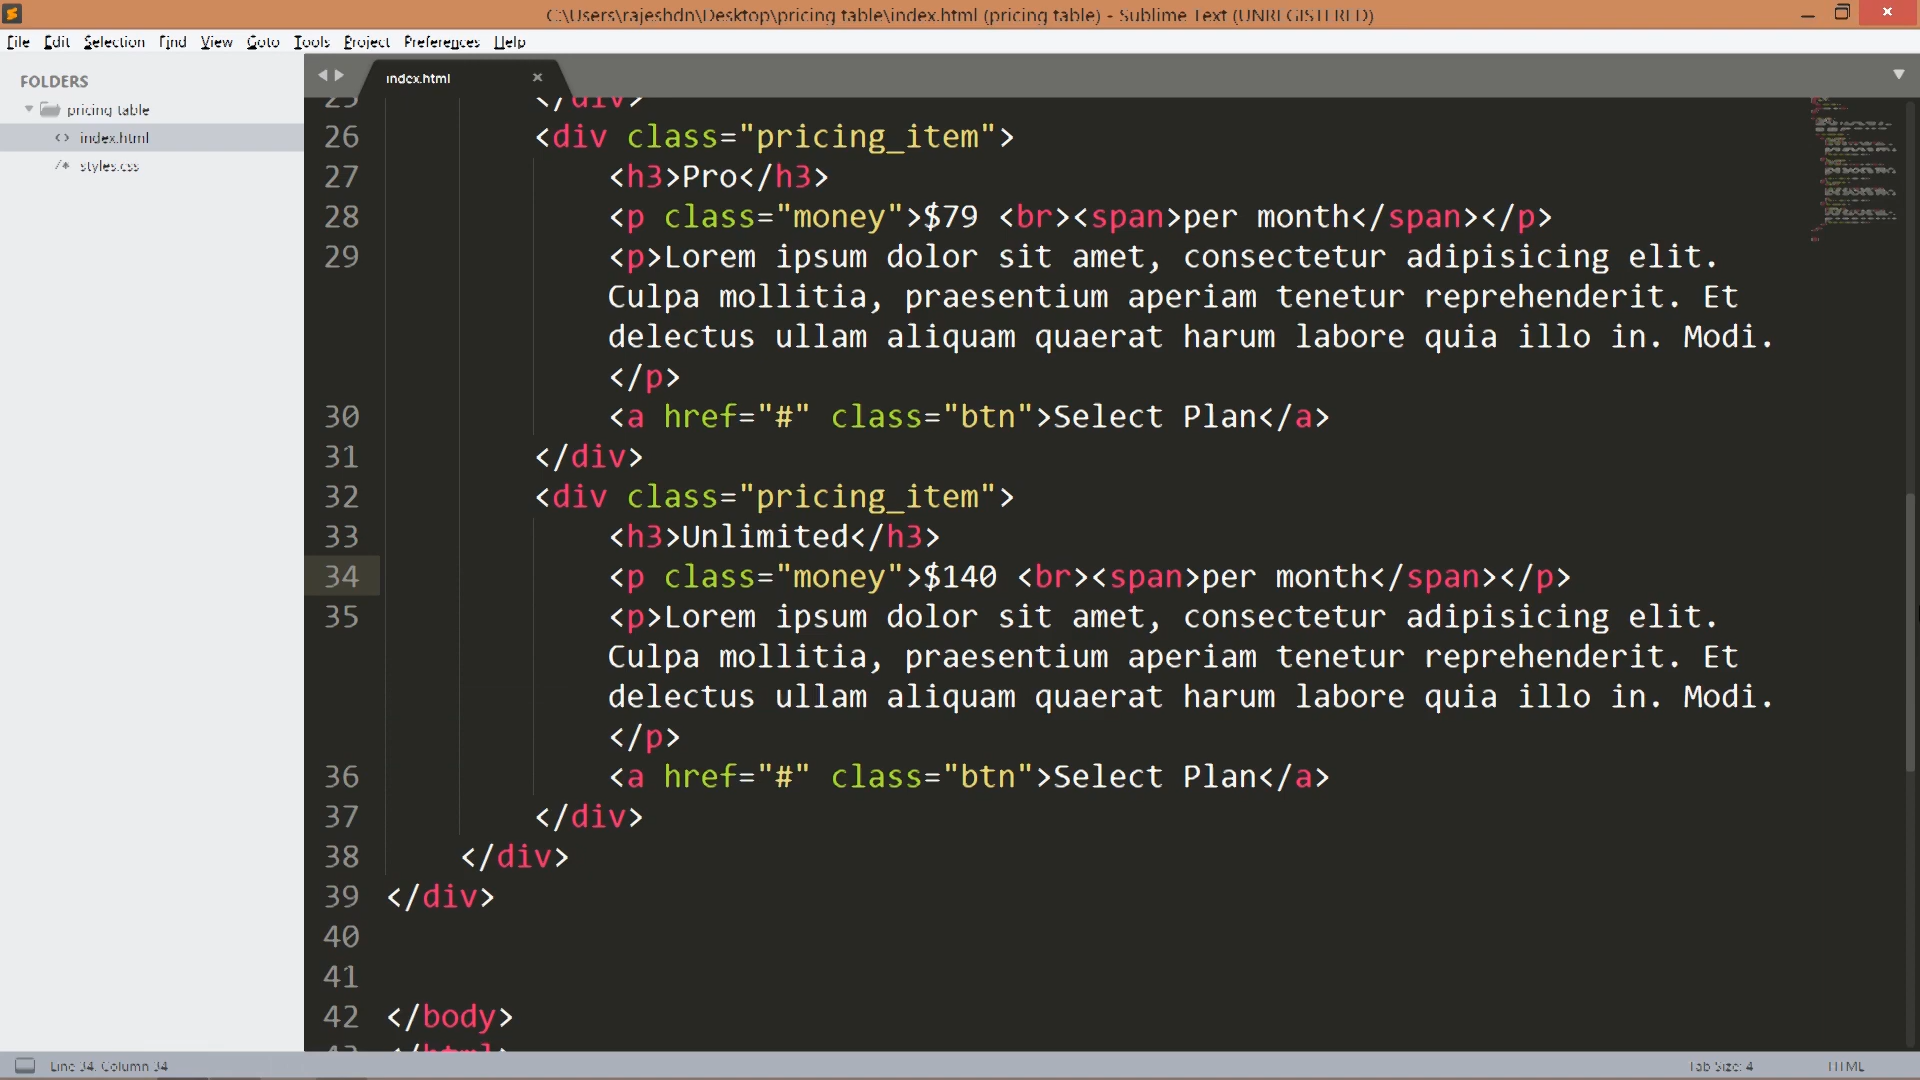 C:\Users\rajeshdn\Desktop\pricing table\index.html (pricing table) - Sublime Text (UNREGISTERED)
File Edit Selection Find View Goto Tools Project Preferences Help
FOLDERS
pricing table
index.html
styles.css
index.html
25 </div>
26 <div class="pricing_item">
27 <h3>Pro</h3>
28 <p class="money">$79 <br><span>per month</span></p>
29 <p>Lorem ipsum dolor sit amet, consectetur adipisicing elit.
Culpa mollitia, praesentium aperiam tenetur reprehenderit. Et
delectus ullam aliquam quaerat harum labore quia illo in. Modi.
</p>
30 <a href="#" class="btn">Select Plan</a>
31 </div>
32 <div class="pricing_item">
33 <h3>Unlimited</h3>
34 <p class="money">$140 <br><span>per month</span></p>
35 <p>Lorem ipsum dolor sit amet, consectetur adipisicing elit.
Culpa mollitia, praesentium aperiam tenetur reprehenderit. Et
delectus ullam aliquam quaerat harum labore quia illo in. Modi.
</p>
36 <a href="#" class="btn">Select Plan</a>
37 </div>
38 </div>
39 </div>
40
41
42 </body>
43 </html>
Line 34, Column 34
Tab Size: 4
HTML